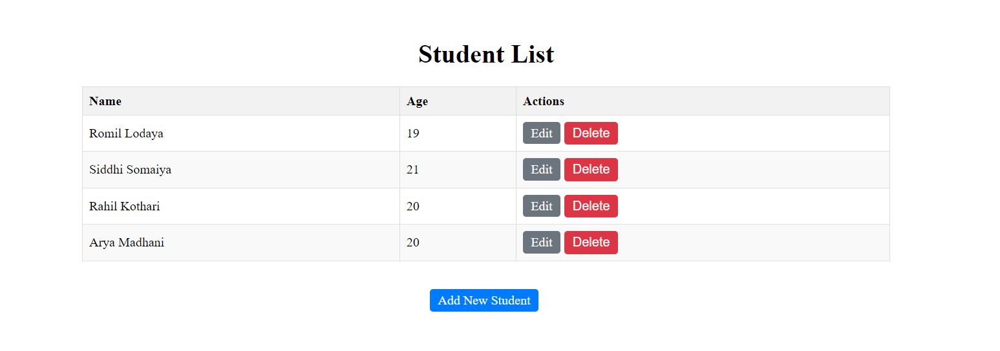 Student List
Name Age Actions
Romil Lodaya 19 Edit Delete
Siddhi Somaiya 21 Edit Delete
Rahil Kothari 20 Edit Delete
Arya Madhani 20 Edit Delete
Add New Student